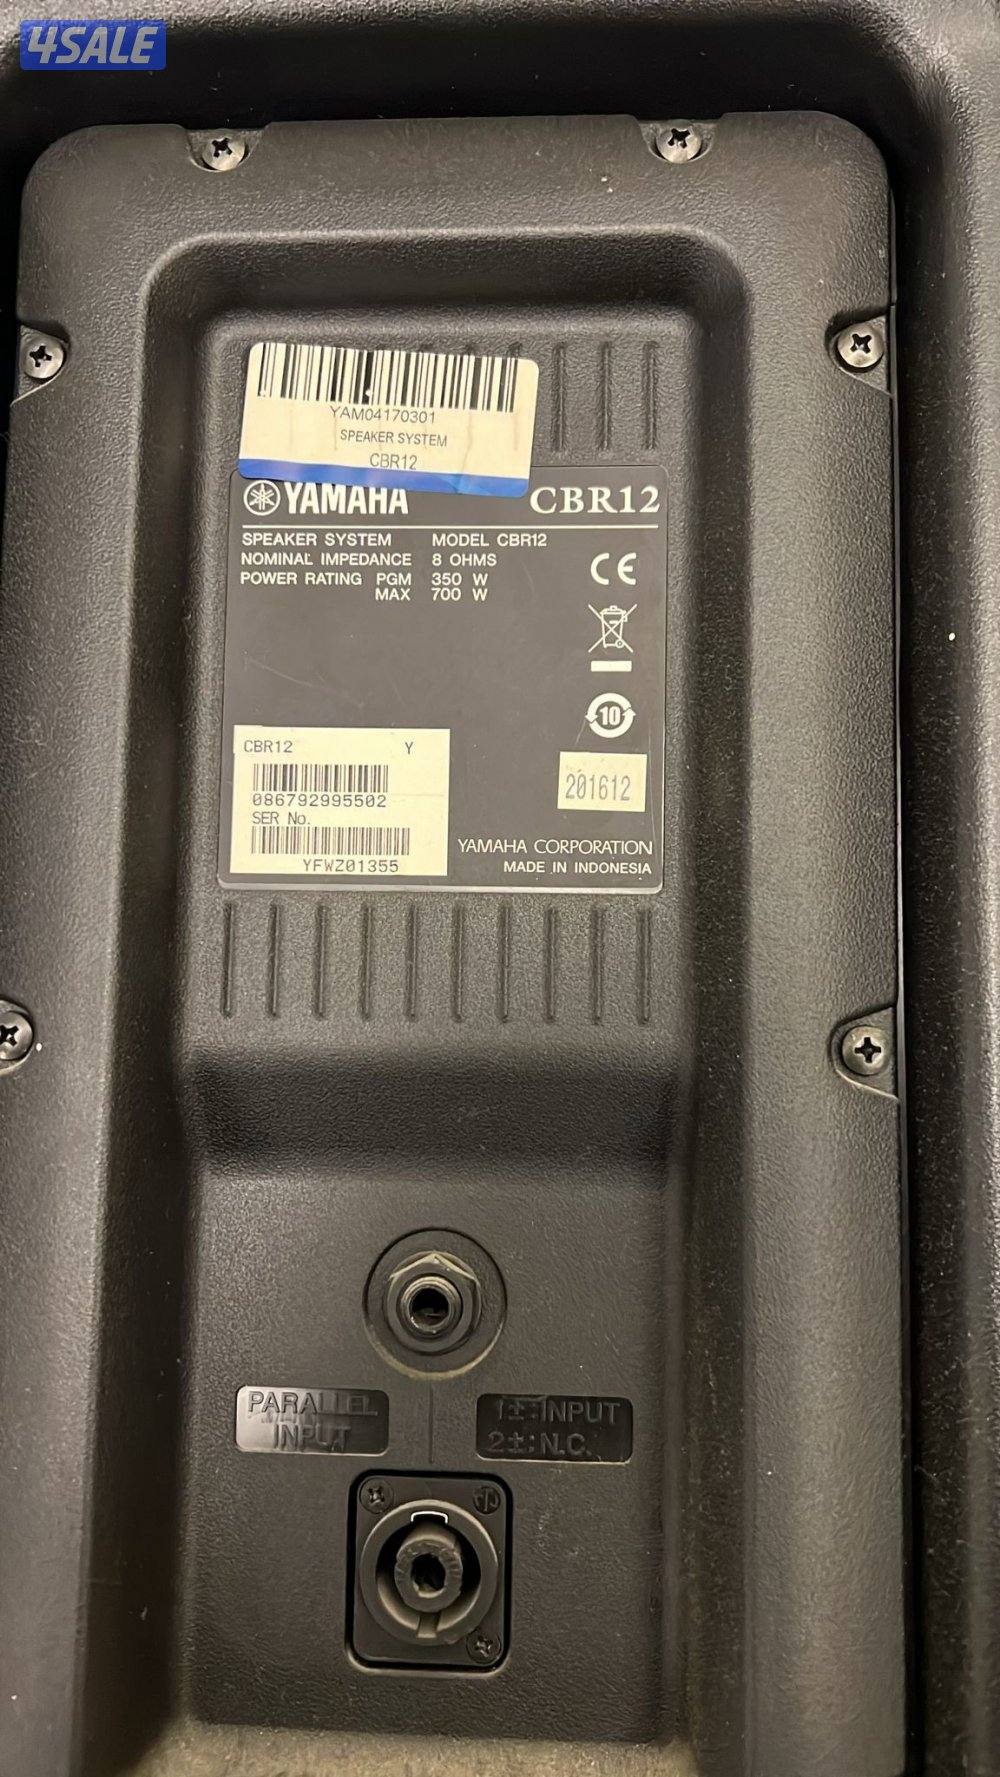 4SALE
YAM04170301
SPEAKER SYSTEM
CBR12
YAMAHA CBR12
SPEAKER SYSTEM MODEL CBR12
NOMINAL IMPEDANCE 8 OHMS
POWER RATING PGM 350 W
MAX 700 W
CE
10
CBR12 Y
086792995502
SER No.
YFWZ01355
201612
YAMAHA CORPORATION
MADE IN INDONESIA
PARALLEL
INPUT
1±:INPUT
2±:N.C.